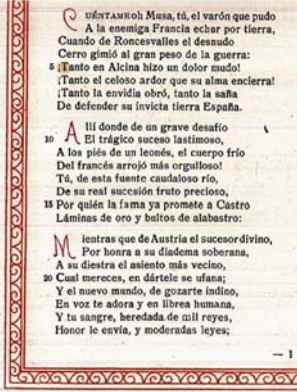 CUÉNTAME oh Musa, tú, el varón que pudo
A la enemiga Francia echar por tierra,
Cuando de Roncesvalles el desnudo
Cerro gimió al gran peso de la guerra:
5 ¡Tanto en Alcina hizo un dolor mudo!
¡Tanto el celoso ardor que su alma encierra!
¡Tanto la envidia obró, tanto la saña
De defender su invicta tierra España.
Allí donde de un grave desafío
10 El trágico suceso lastimoso,
A los piés de un leonés, el cuerpo frío
Del francés arrojó más orgulloso!
Tú, de esta fuente caudaloso río,
De su real succsión fruto precioso,
15 Por quién la fama ya promete a Castro
Láminas de oro y bultos de alabastro:
Mientras que de Austria el sucesor divino,
Por honra a su diadema soberana,
A su diestra el asiento más vecino,
20 Cual mereces, en dártele se ufana;
Y el nuevo mundo, de gozarte indino,
En voz te adora y en librea humana,
Y tu sangre, heredada de mil reyes,
Honor le envía, y moderadas leyes;
— 1